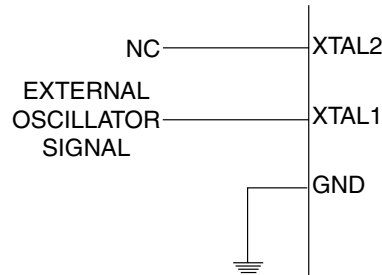 NC
XTAL2
EXTERNAL
OSCILLATOR
SIGNAL
XTAL1
GND